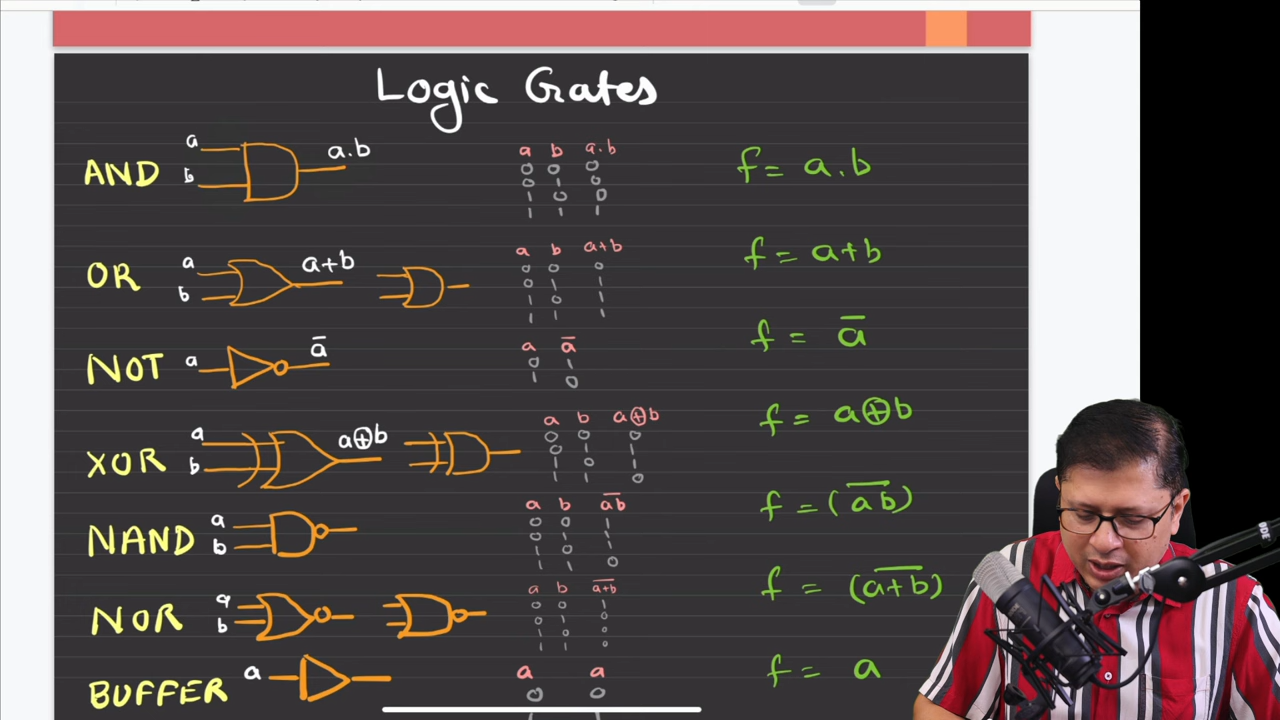 Logic Gates
AND a b a.b
a b a.b
0 0 0
0 1 0
1 0 0
1 1 1
f = a.b
OR a b a+b
a b a+b
0 0 0
0 1 1
1 0 1
1 1 1
f = a+b
NOT a a̅
a a̅
0 1
1 0
f = a̅
XOR a b a⊕b
a b a⊕b
0 0 0
0 1 1
1 0 1
1 1 0
f = a⊕b
NAND a b
a b a̅b̅
0 0 1
0 1 1
1 0 1
1 1 0
f = (a̅b̅)
NOR a b
a b a̅+̅b̅
0 0 1
0 1 0
1 0 0
1 1 0
f = (a̅+̅b̅)
BUFFER a
a a
0 0
f = a